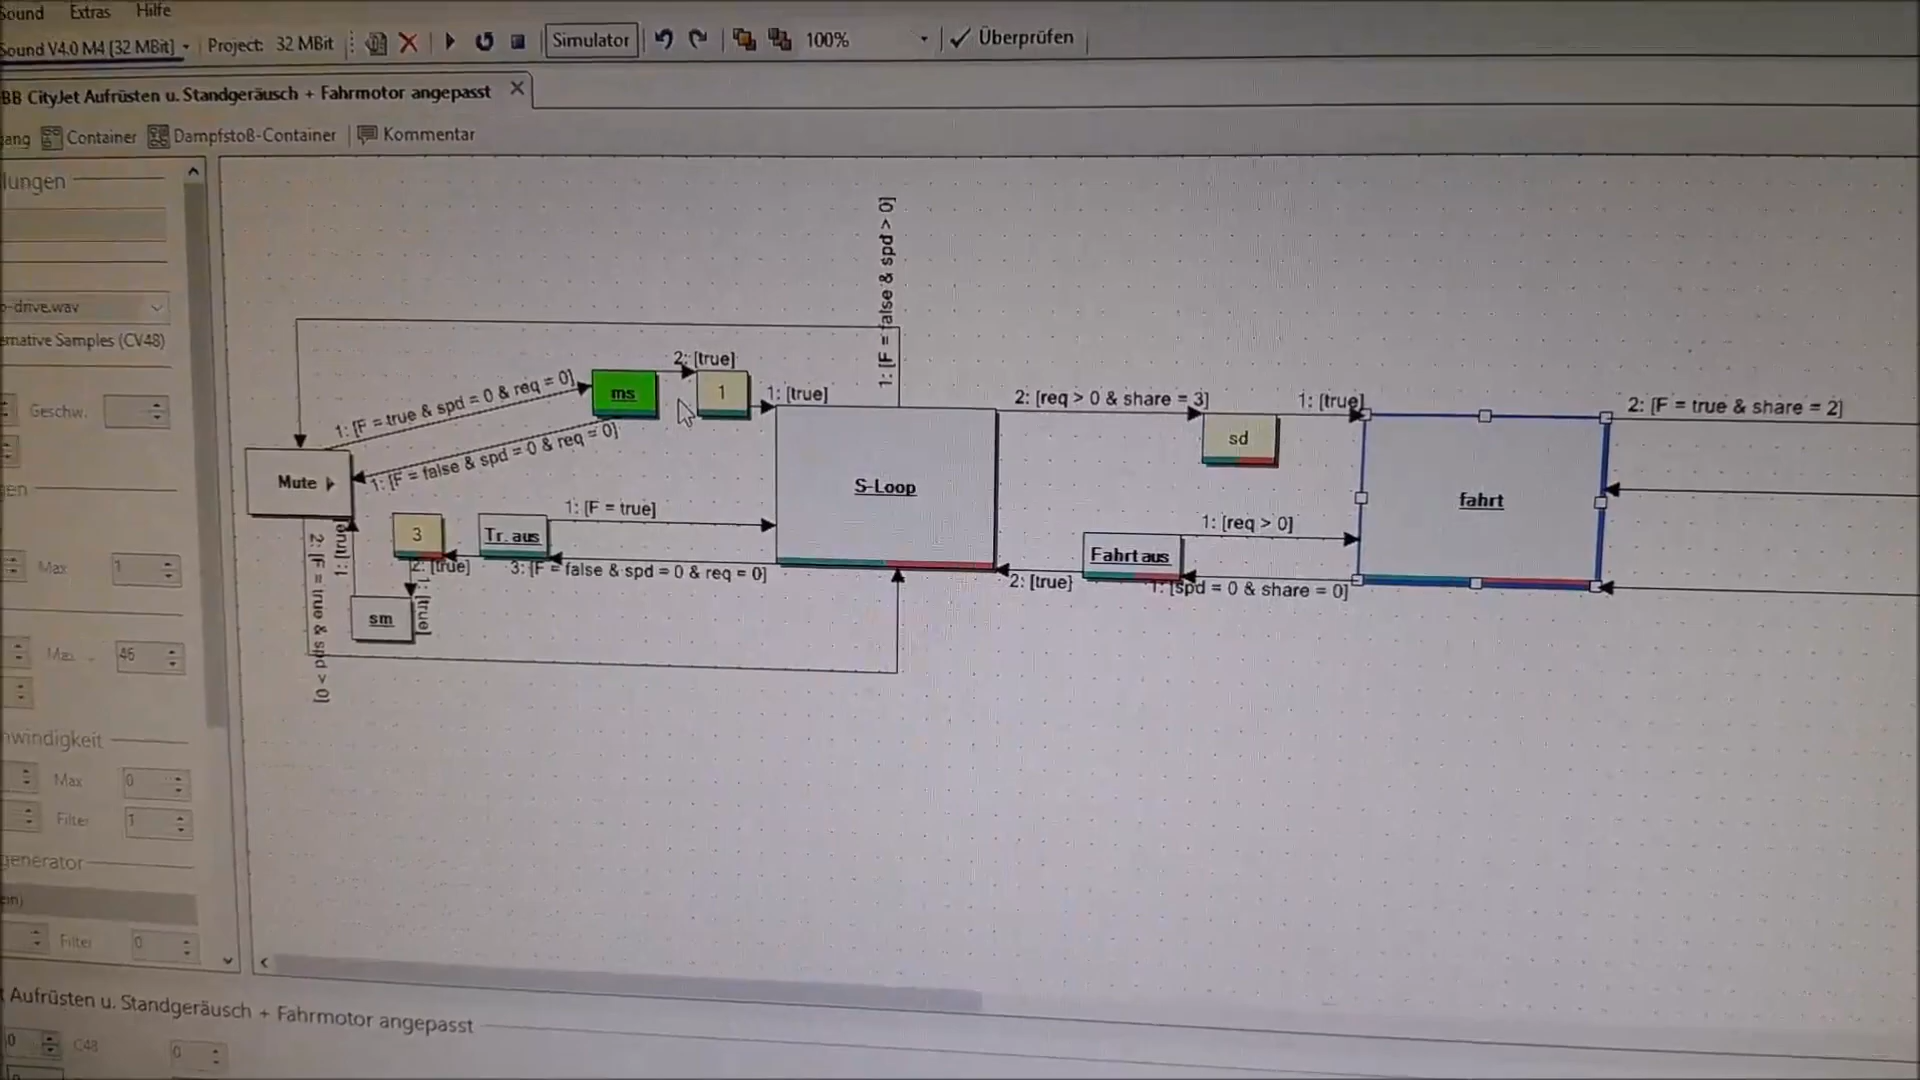 Sound Extras Hilfe
Sound V4.0 M4 [32 MBit] Project: 32 MBit Simulator 100% Überprüfen
BB CityJet Aufrüsten u. Standgeräusch + Fahrmotor angepasst
Container Dampfstoß-Container Kommentar
lungen
-drive.wav
ernative Samples (CV48)
Geschw.
Max 1
46
hwindigkeit
Max 0
Filter 1
generator
ein)
Filter 0
1: [F = false & spd > 0]
2: [true]
1: [F = true & spd = 0 & req = 0]
ms
1
1: [true]
1: [F = false & spd = 0 & req = 0]
Mute
2: [req > 0 & share = 3]
1: [true]
2: [F = true & share = 2]
sd
S-Loop
fahrt
1: [F = true]
1: [req > 0]
3
Tr. aus
Fahrt aus
2: [true]
3: [F = false & spd = 0 & req = 0]
2: [true]
1: [spd = 0 & share = 0]
1: [true]
sm
1: [true]
2: [F = true & spd > 0]
t Aufrüsten u. Standgeräusch + Fahrmotor angepasst
0 C48 0